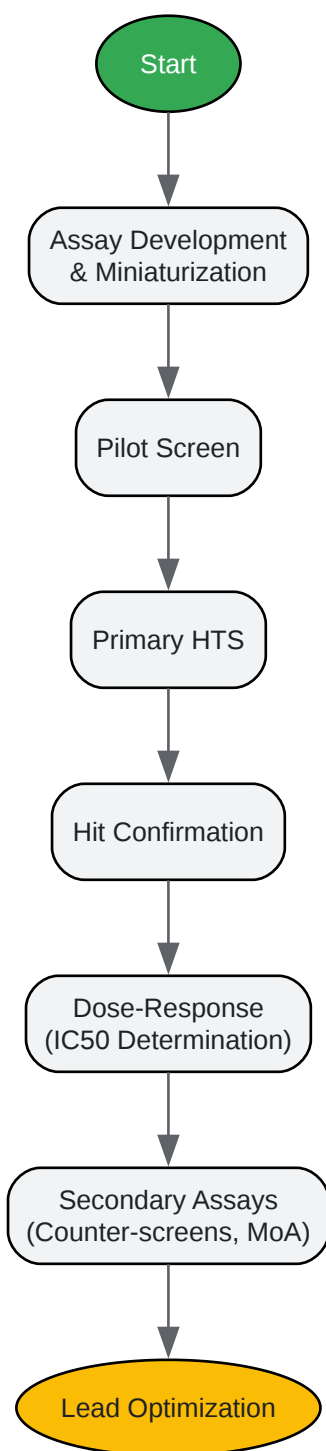 Start
Assay Development
& Miniaturization
Pilot Screen
Primary HTS
Hit Confirmation
Dose-Response
(IC50 Determination)
Secondary Assays
(Counter-screens, MoA)
Lead Optimization